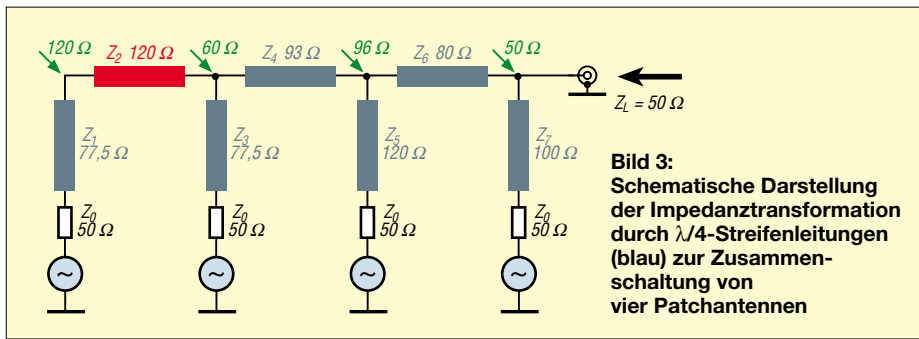 120 Ω
Z2 120 Ω
60 Ω
Z4 93 Ω
96 Ω
Z6 80 Ω
50 Ω
ZL = 50 Ω
Z1
77,5 Ω
Z3
77,5 Ω
Z5
120 Ω
Z7
100 Ω
Z0
50 Ω
Z0
50 Ω
Z0
50 Ω
Z0
50 Ω
~
~
~
~
Bild 3:
Schematische Darstellung
der Impedanztransformation
durch λ/4-Streifenleitungen
(blau) zur Zusammen-
schaltung von
vier Patchantennen